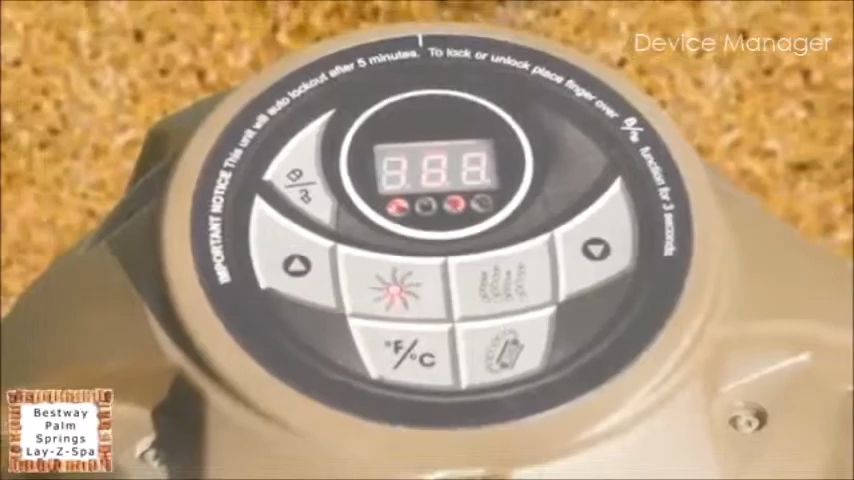 Device Manager
IMPORTANT NOTICE This unit will auto lockout after 5 minutes. To lock or unlock place finger over function for 3 seconds
°F/°C
Bestway
Palm
Springs
Lay-Z-Spa